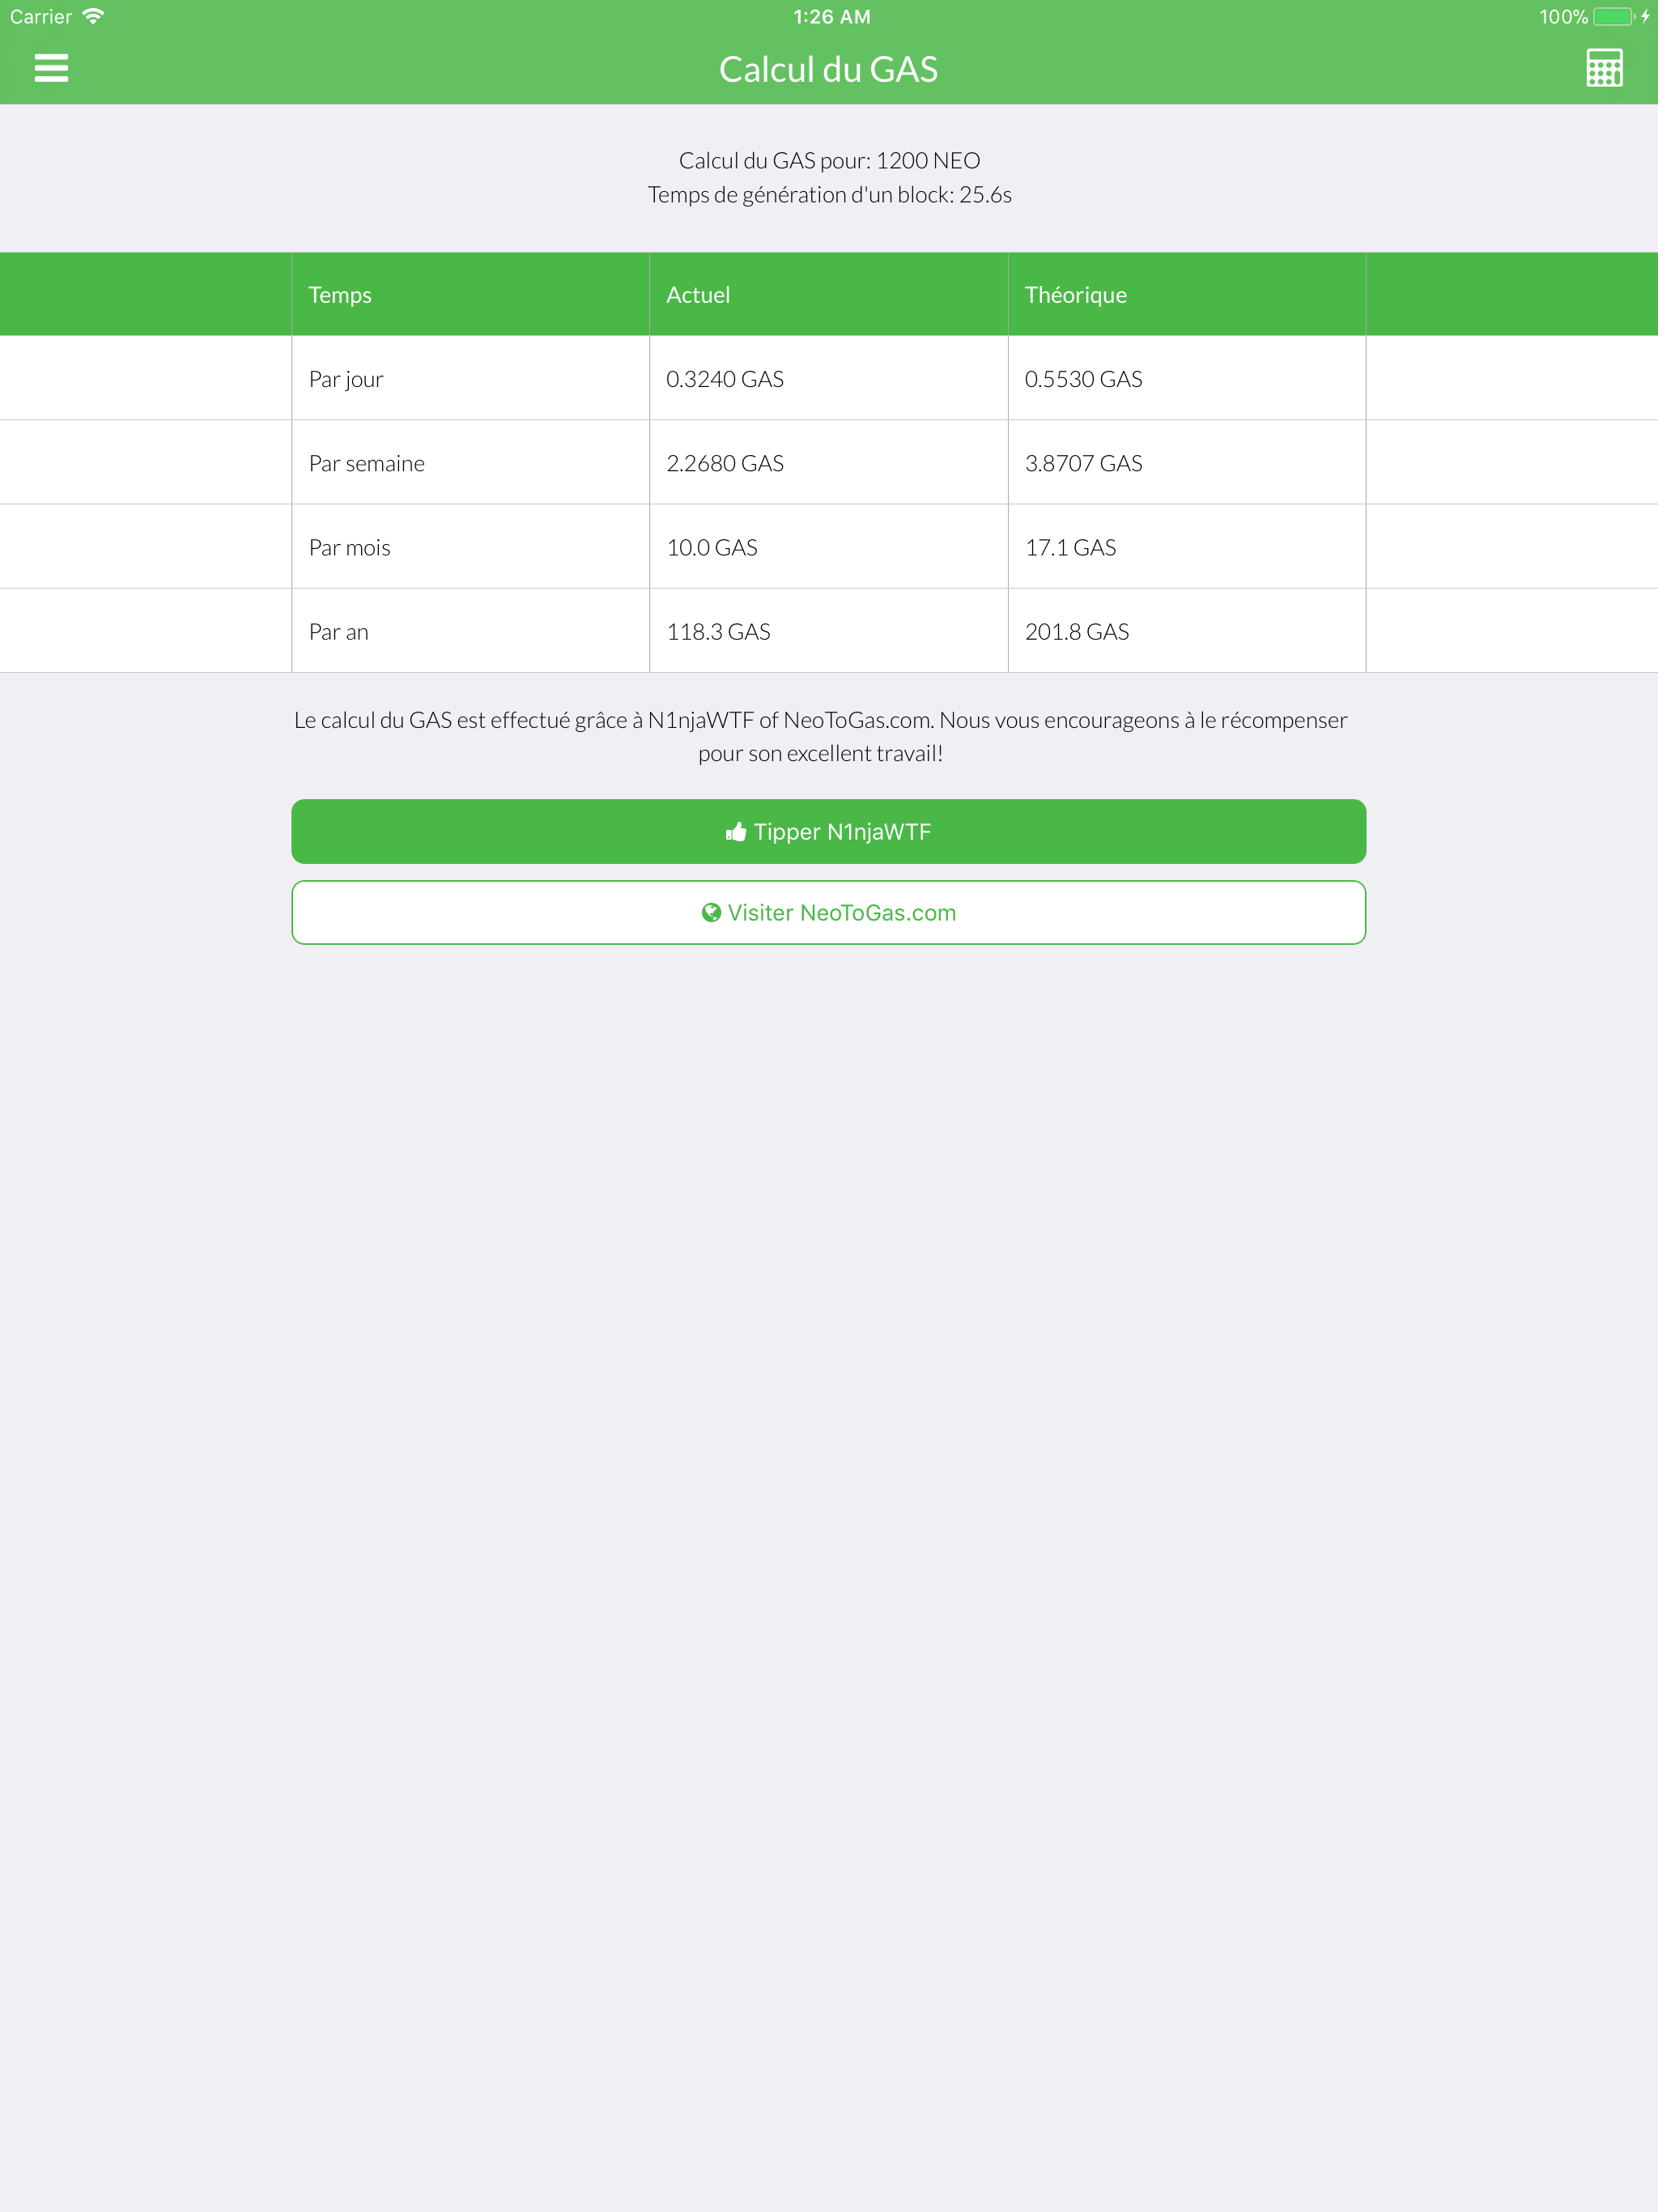 Carrier 1:26 AM 100%
Calcul du GAS
Calcul du GAS pour: 1200 NEO
Temps de génération d'un block: 25.6s
Temps Actuel Théorique
Par jour 0.3240 GAS 0.5530 GAS
Par semaine 2.2680 GAS 3.8707 GAS
Par mois 10.0 GAS 17.1 GAS
Par an 118.3 GAS 201.8 GAS
Le calcul du GAS est effectué grâce à N1njaWTF of NeoToGas.com. Nous vous encourageons à le récompenser
pour son excellent travail!
Tipper N1njaWTF
Visiter NeoToGas.com